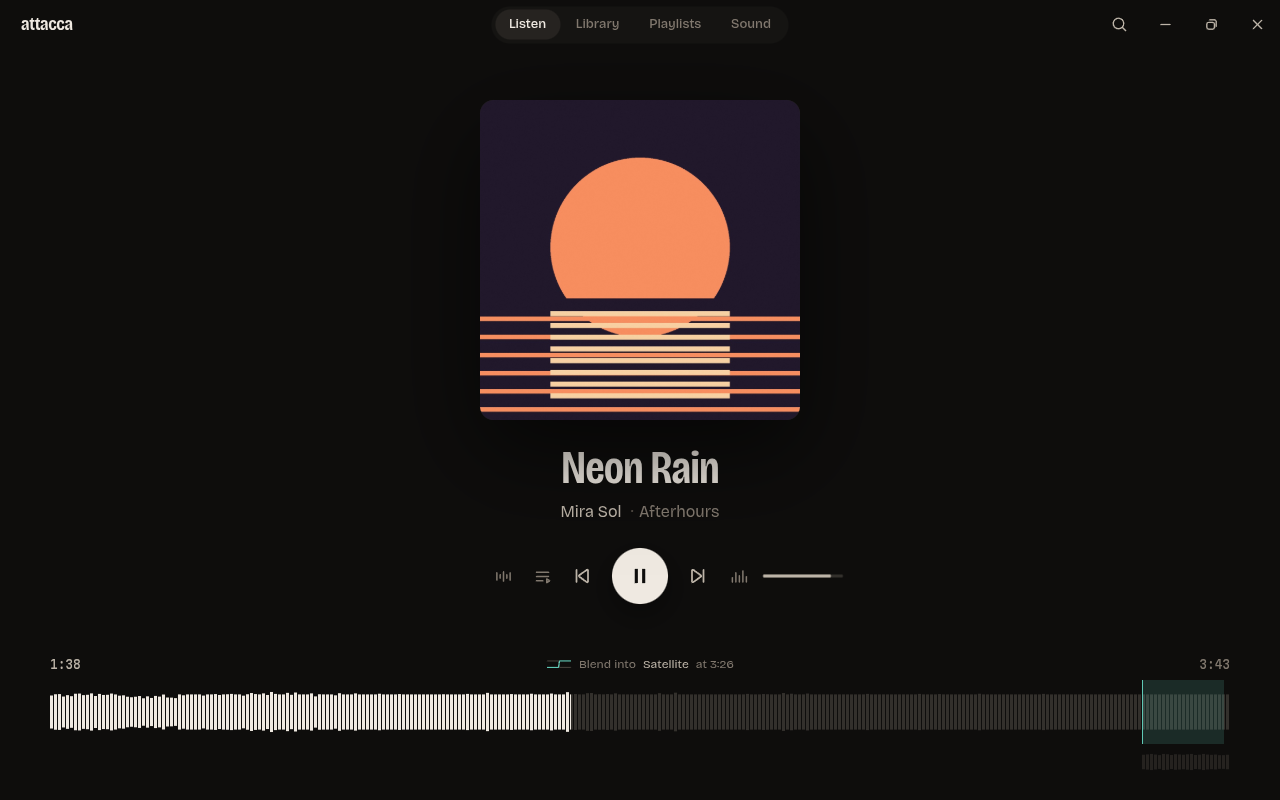 attacca
Listen Library Playlists Sound
Neon Rain
Mira Sol · Afterhours
1:38
Blend into Satellite at 3:26
3:43